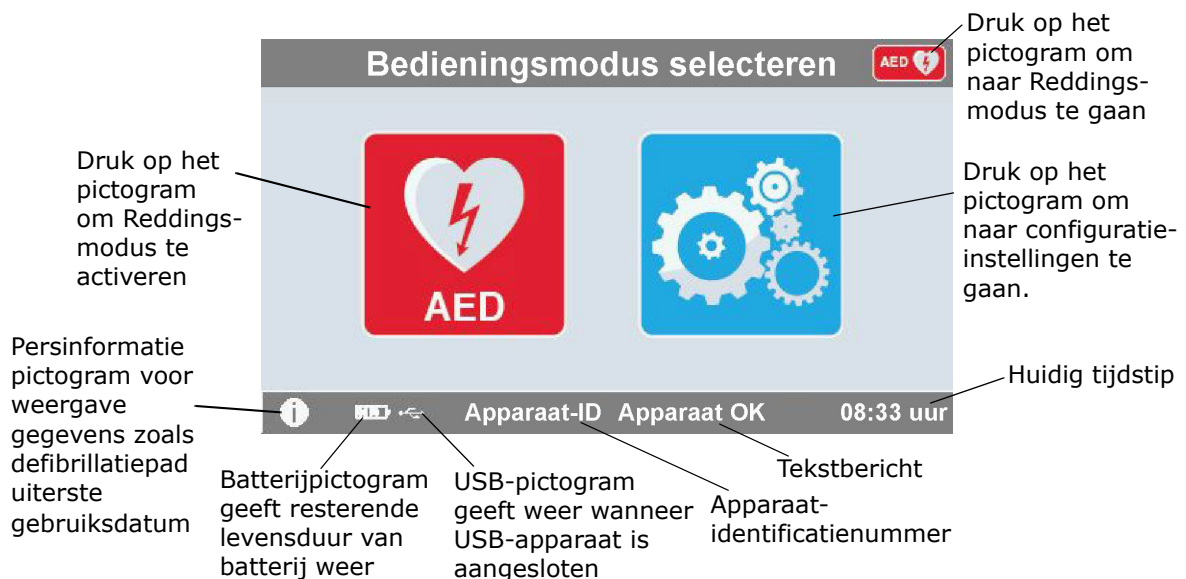 Bedieningsmodus selecteren
AED
Druk op het
pictogram om
naar Reddings-
modus te gaan
Druk op het
pictogram
om Reddings-
modus te
activeren
AED
Druk op het
pictogram om
naar configuratie-
instellingen te
gaan.
Persinformatie
pictogram voor
weergave
gegevens zoals
defibrillatiepad
uiterste
gebruiksdatum
Huidig tijdstip
i
Apparaat-ID Apparaat OK 08:33 uur
Batterijpictogram
geeft resterende
levensduur van
batterij weer
USB-pictogram
geeft weer wanneer
USB-apparaat is
aangesloten
Apparaat-
identificatienummer
Tekstbericht